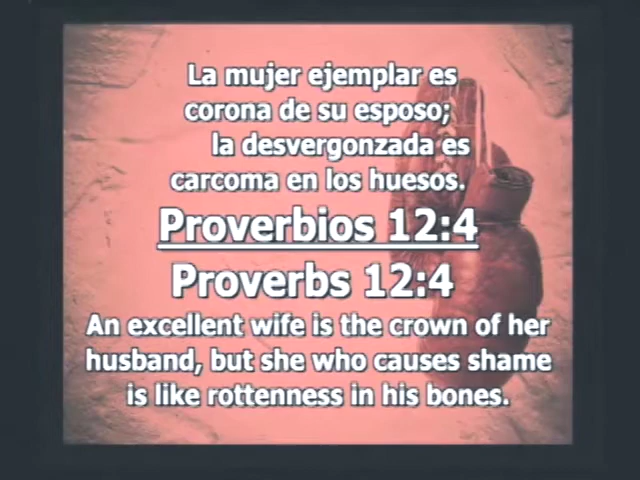 La mujer ejemplar es
corona de su esposo;
la desvergonzada es
carcoma en los huesos.
Proverbios 12:4
Proverbs 12:4
An excellent wife is the crown of her
husband, but she who causes shame
is like rottenness in his bones.